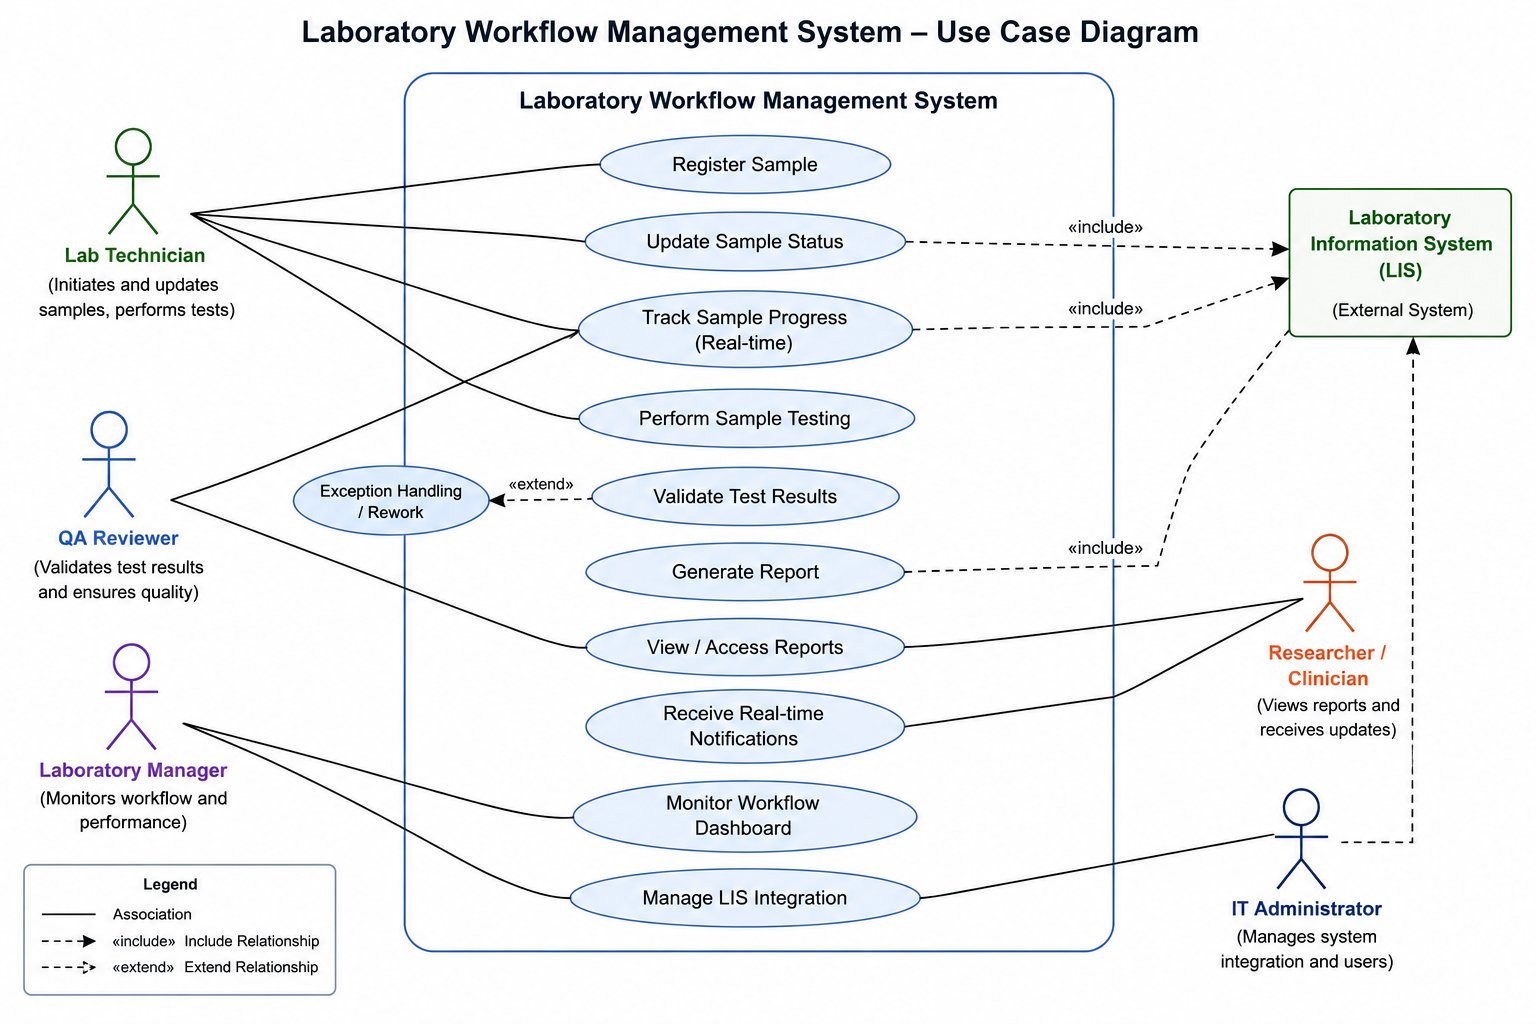 Laboratory Workflow Management System – Use Case Diagram
Laboratory Workflow Management System
Lab Technician
(Initiates and updates
samples, performs tests)
QA Reviewer
(Validates test results
and ensures quality)
Laboratory Manager
(Monitors workflow and
performance)
Register Sample
Update Sample Status
Track Sample Progress
(Real-time)
Perform Sample Testing
Exception Handling
/ Rework
«extend»
Validate Test Results
Generate Report
View / Access Reports
Receive Real-time
Notifications
Monitor Workflow
Dashboard
Manage LIS Integration
«include»
«include»
«include»
Laboratory
Information System
(LIS)
(External System)
Researcher /
Clinician
(Views reports and
receives updates)
IT Administrator
(Manages system
integration and users)
Legend
Association
«include» Include Relationship
«extend» Extend Relationship